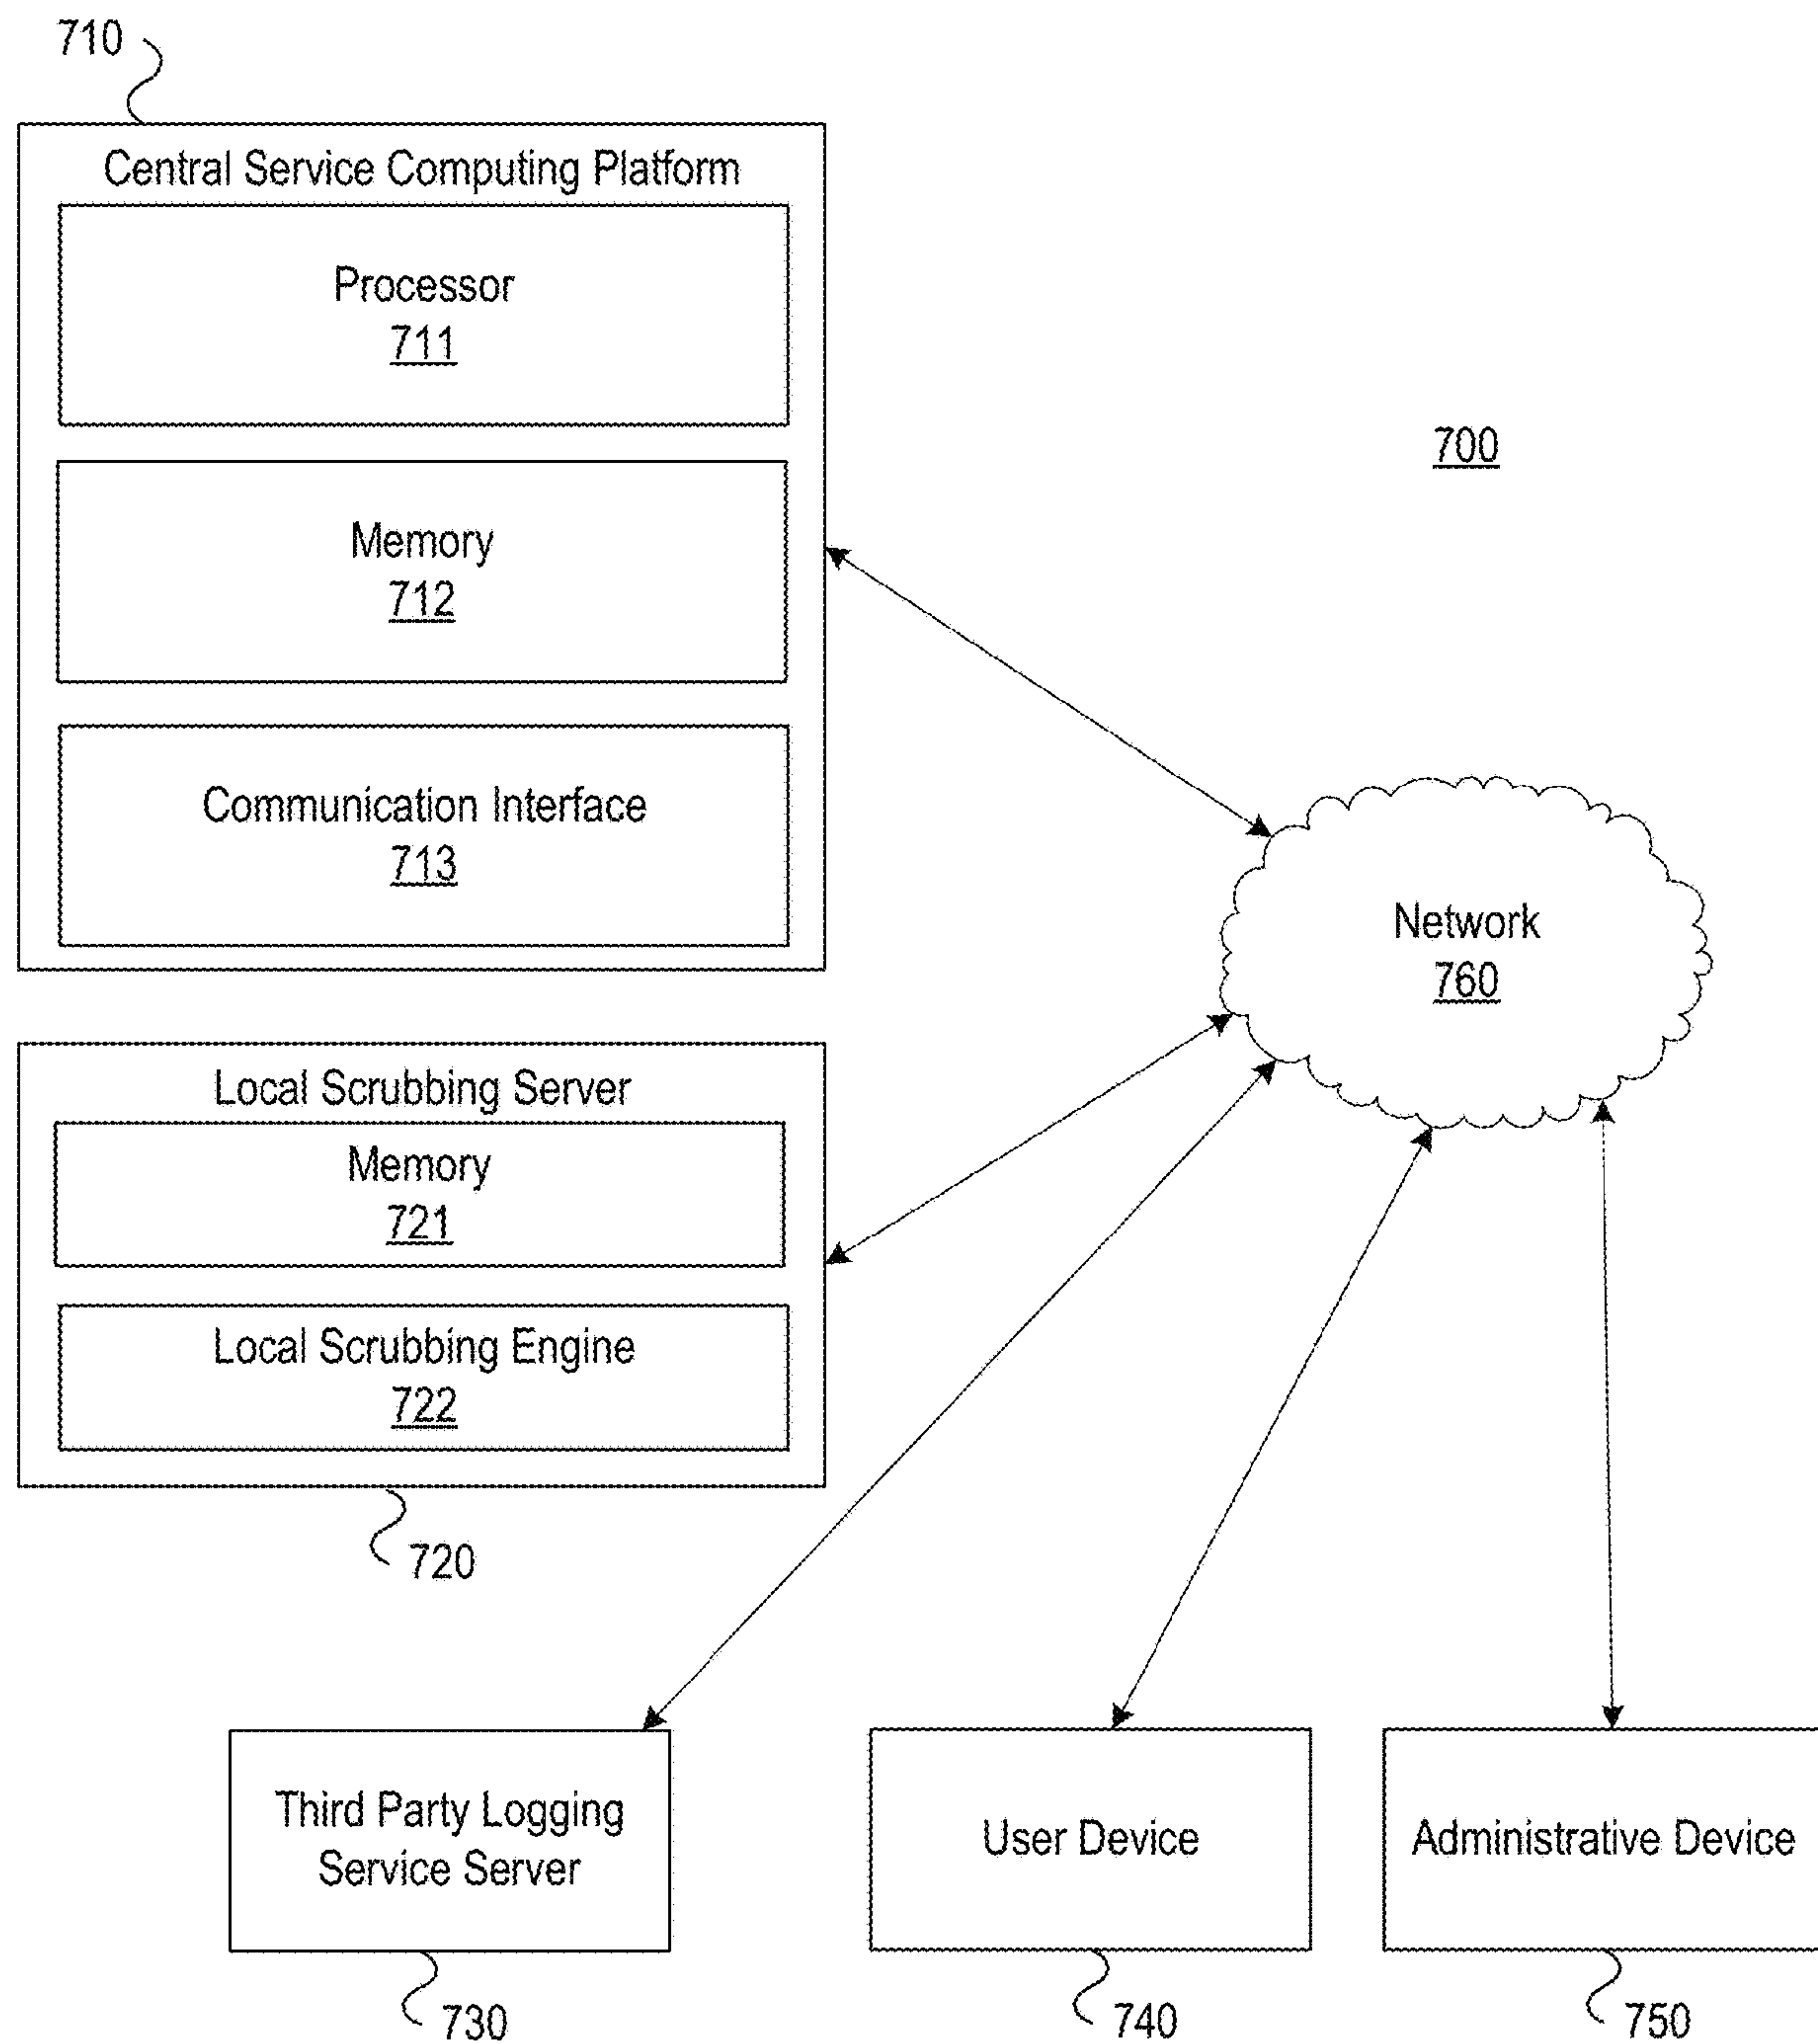 710
Central Service Computing Platform
Processor
711
700
Memory
712
Communication Interface
713
Network
760
Local Scrubbing Server
Memory
721
Local Scrubbing Engine
722
720
Third Party Logging
Service Server
User Device
Administrative Device
730
740
750